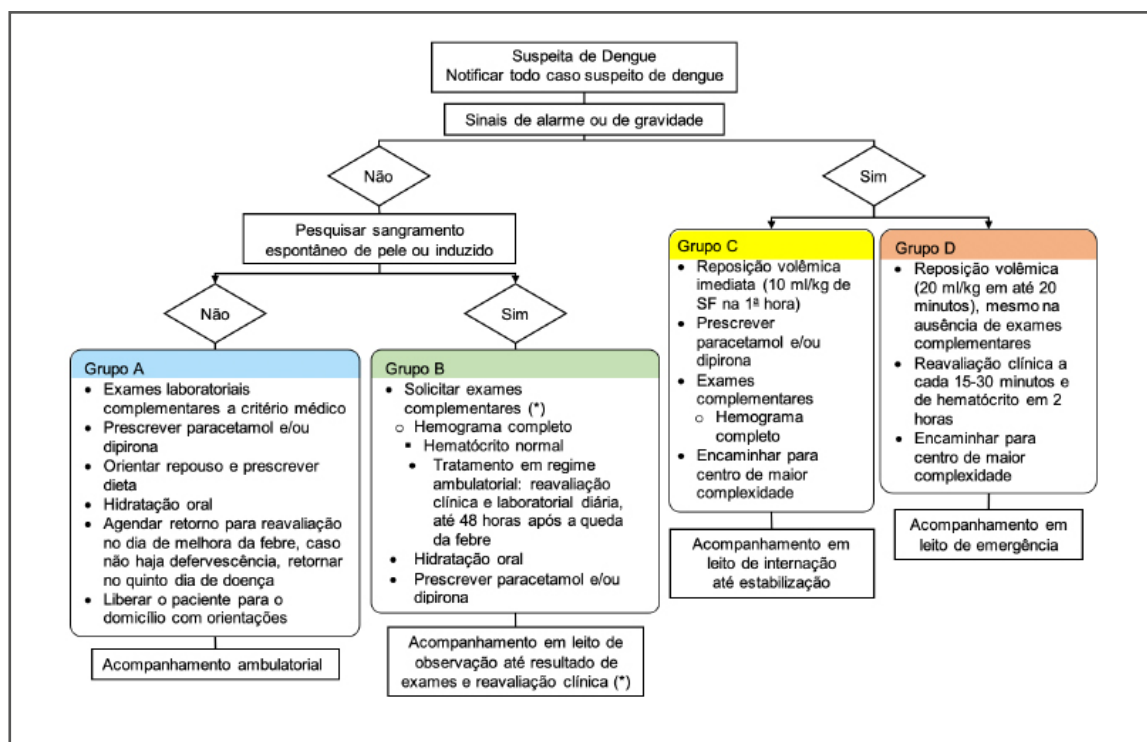 Suspeita de Dengue
Notificar todo caso suspeito de dengue
Sinais de alarme ou de gravidade
Não
Sim
Pesquisar sangramento
espontâneo de pele ou induzido
Não
Sim
Grupo A
• Exames laboratoriais
complementares a critério médico
• Prescrever paracetamol e/ou
dipirona
• Orientar repouso e prescrever
dieta
• Hidratação oral
• Agendar retorno para reavaliação
no dia de melhora da febre, caso
não haja defervescência, retornar
no quinto dia de doença
• Liberar o paciente para o
domicílio com orientações
Acompanhamento ambulatorial
Grupo B
• Solicitar exames
complementares (*)
o Hemograma completo
▪ Hematócrito normal
• Tratamento em regime
ambulatorial: reavaliação
clínica e laboratorial diária,
até 48 horas após a queda
da febre
• Hidratação oral
• Prescrever paracetamol e/ou
dipirona
Acompanhamento em leito de
observação até resultado de
exames e reavaliação clínica (*)
Grupo C
• Reposição volêmica
imediata (10 ml/kg de
SF na 1ª hora)
• Prescrever
paracetamol e/ou
dipirona
• Exames
complementares
o Hemograma
completo
• Encaminhar para
centro de maior
complexidade
Acompanhamento em
leito de internação
até estabilização
Grupo D
• Reposição volêmica
(20 ml/kg em até 20
minutos), mesmo na
ausência de exames
complementares
• Reavaliação clínica a
cada 15-30 minutos e
de hematócrito em 2
horas
• Encaminhar para
centro de maior
complexidade
Acompanhamento em
leito de emergência